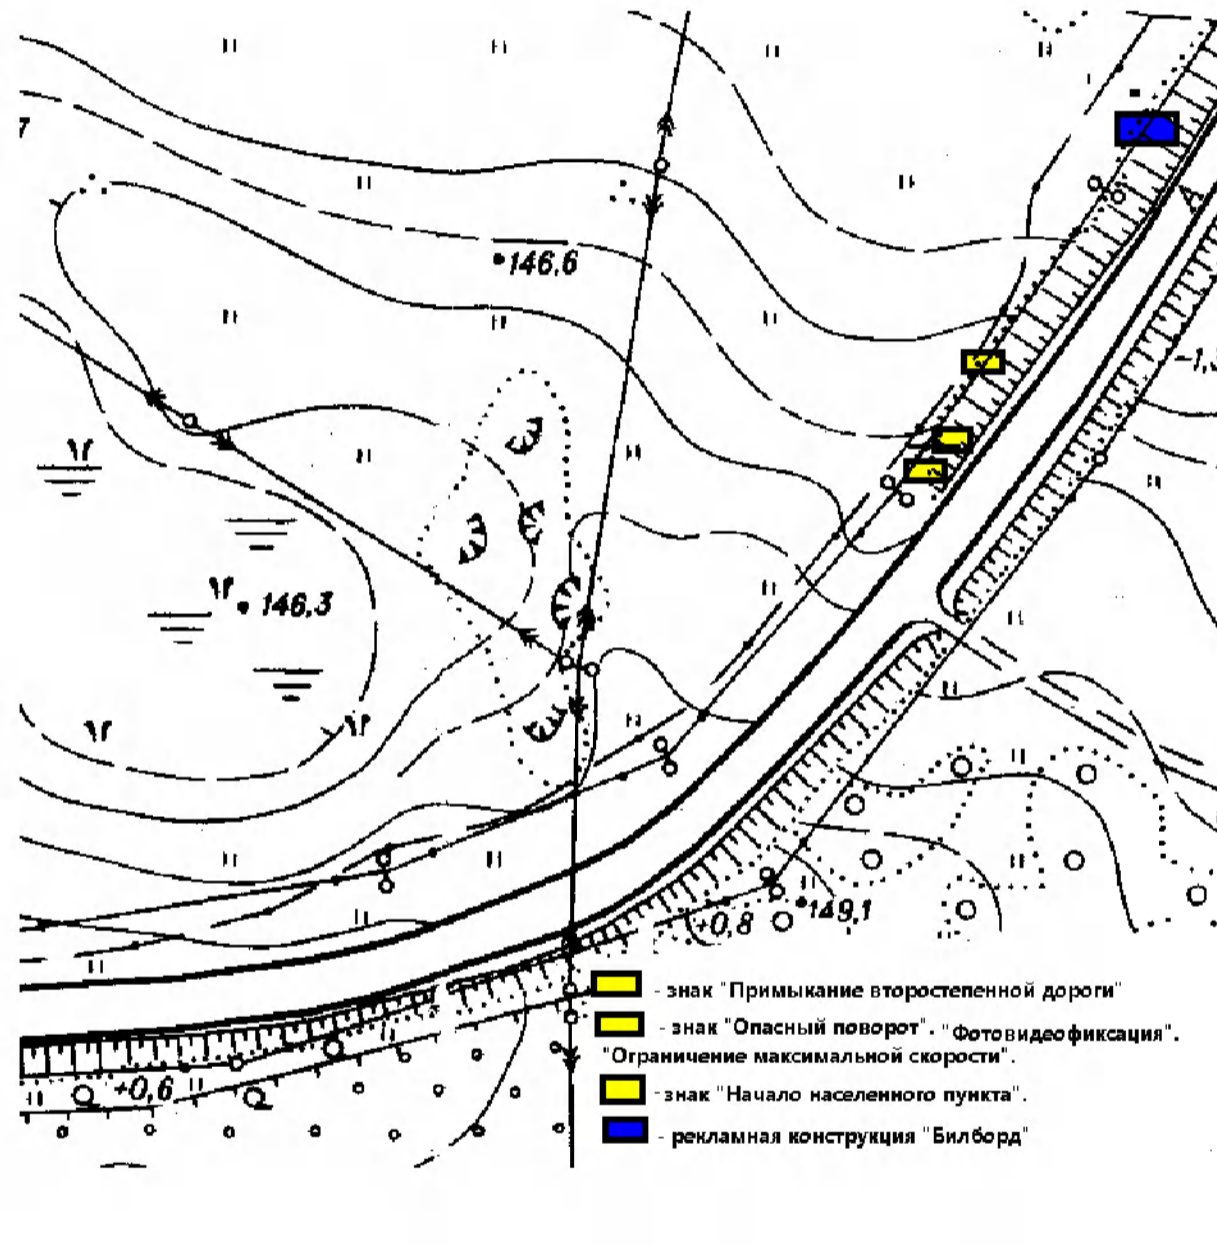 146,6
-1,
146,3
149,1
+0,8
+0,6
- знак "Примыкание второстепенной дороги"
- знак "Опасный поворот". "Фотовидеофиксация".
"Ограничение максимальной скорости".
- знак "Начало населенного пункта".
- рекламная конструкция "Билборд"